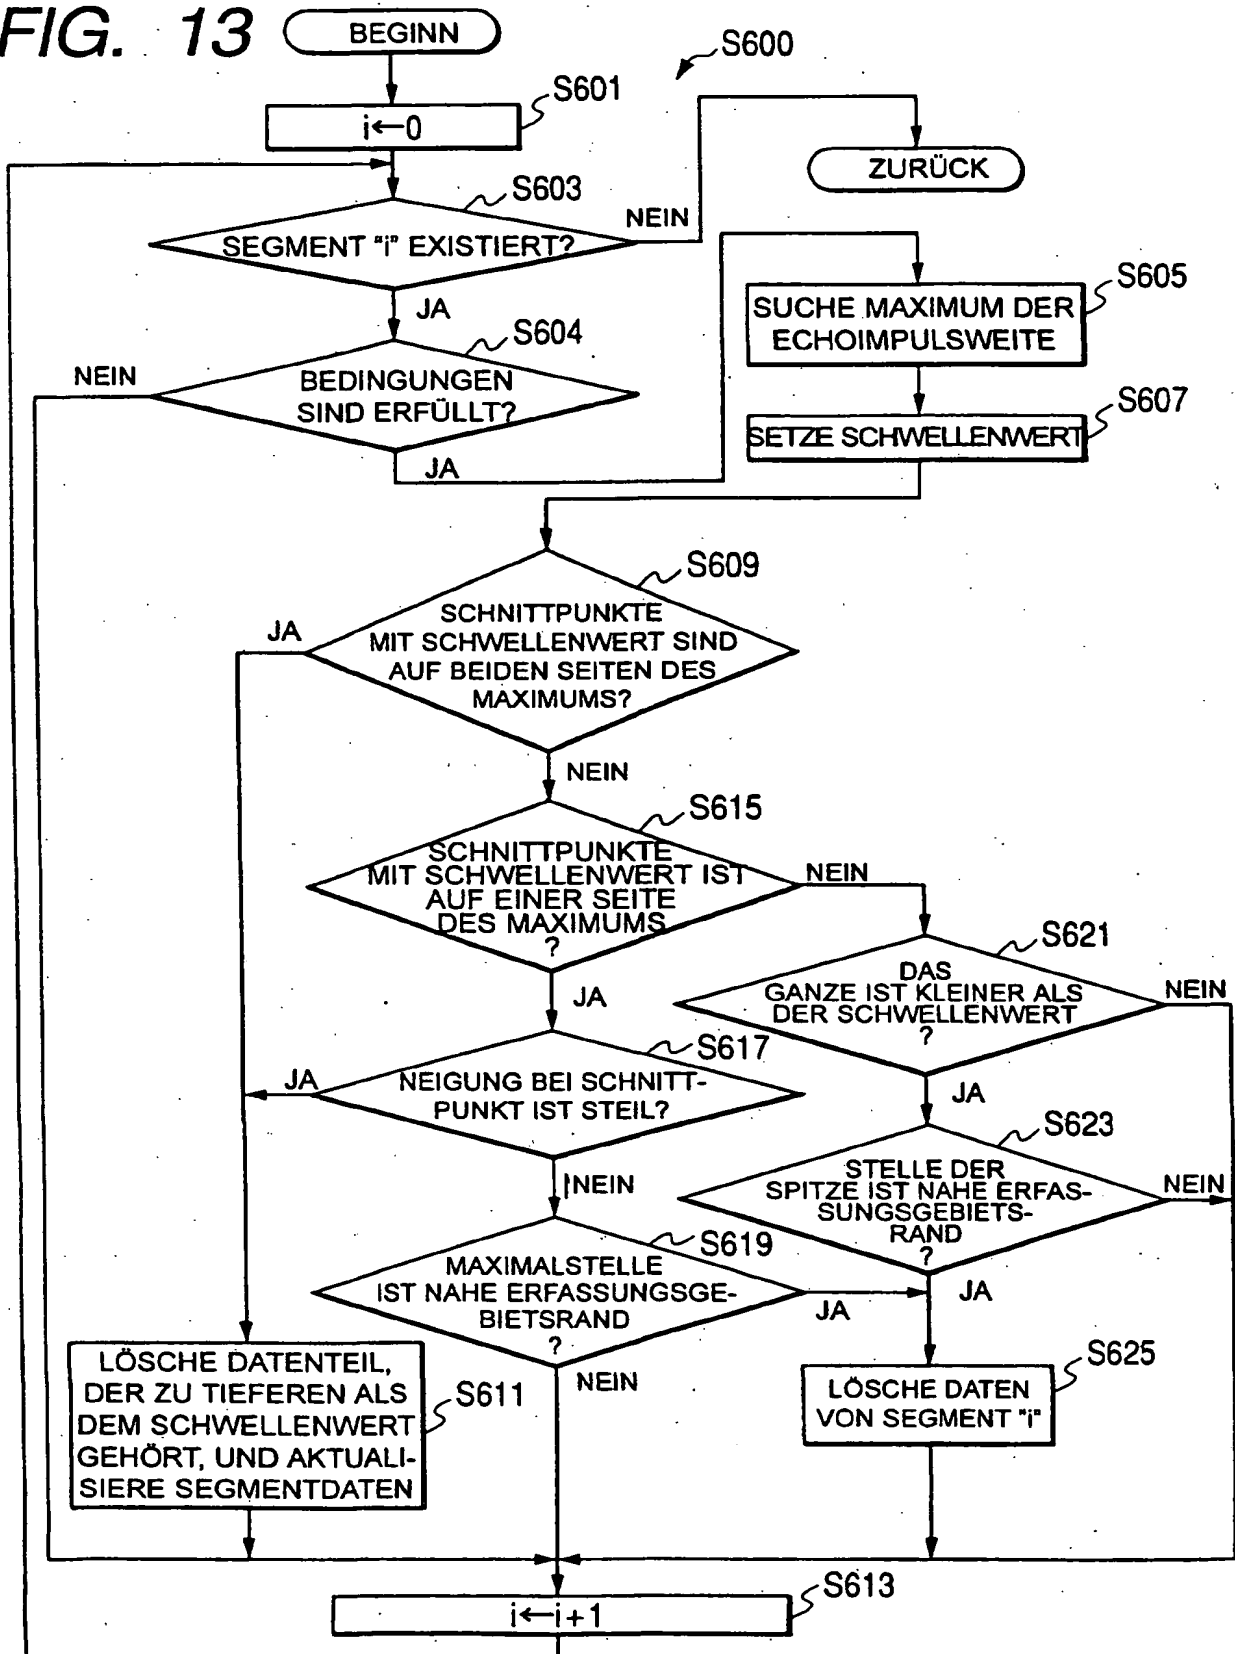 FIG. 13
BEGINN
S600
S601
i←0
ZURÜCK
S603
NEIN
SEGMENT "i" EXISTIERT?
JA
S605
SUCHE MAXIMUM DER
ECHOIMPULSWEITE
S604
NEIN
BEDINGUNGEN
SIND ERFÜLLT?
JA
S607
SETZE SCHWELLENWERT
S609
JA
SCHNITTPUNKTE
MIT SCHWELLENWERT SIND
AUF BEIDEN SEITEN DES
MAXIMUMS?
NEIN
S615
SCHNITTPUNKTE
MIT SCHWELLENWERT IST
AUF EINER SEITE
DES MAXIMUMS
?
NEIN
JA
S621
DAS
GANZE IST KLEINER ALS
DER SCHWELLENWERT
?
NEIN
JA
S617
JA
NEIGUNG BEI SCHNITT-
PUNKT IST STEIL?
NEIN
S623
STELLE DER
SPITZE IST NAHE ERFAS-
SUNGSGEBIETS-
RAND
?
NEIN
JA
S619
MAXIMALSTELLE
IST NAHE ERFASSUNGSGE-
BIETSRAND
?
JA
NEIN
LÖSCHE DATENTEIL,
DER ZU TIEFEREN ALS
DEM SCHWELLENWERT
GEHÖRT, UND AKTUALI-
SIERE SEGMENTDATEN
S611
S625
LÖSCHE DATEN
VON SEGMENT "i"
S613
i←i+1